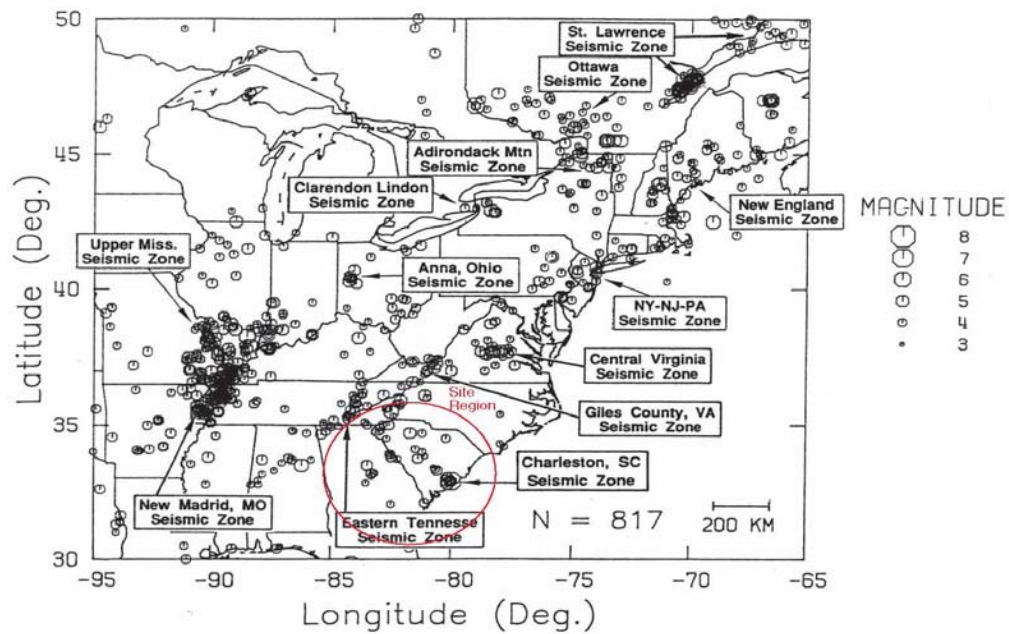 50
45
40
35
30
Latitude (Deg.)
St. Lawrence
Seismic Zone
Ottawa
Seismic Zone
Adirondack Mtn
Seismic Zone
Clarendon Lindon
Seismic Zone
New England
Seismic Zone
Upper Miss.
Seismic Zone
Anna, Ohio
Seismic Zone
NY-NJ-PA
Seismic Zone
Central Virginia
Seismic Zone
Site
Region
Giles County, VA
Seismic Zone
Charleston, SC
Seismic Zone
New Madrid, MO
Seismic Zone
Eastern Tennesse
Seismic Zone
N = 817
200 KM
MAGNITUDE
8
7
6
5
4
3
-95 -90 -85 -80 -75 -70 -65
Longitude (Deg.)